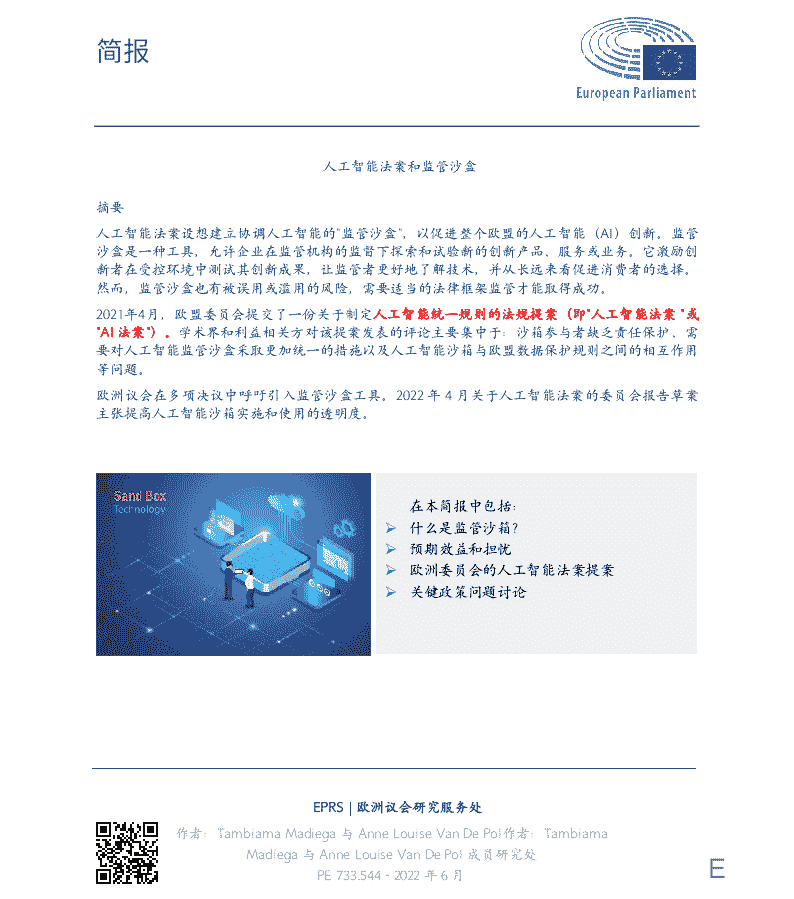 简报
European Parliament
人工智能法案和监管沙盒
摘要
人工智能法案设想建立协调人工智能的"监管沙盒"，以促进整个欧盟的人工智能（AI）创新。监管
沙盒是一种工具，允许企业在监管机构的监督下探索和试验新的创新产品、服务或业务。它激励创
新者在受控环境中测试其创新成果，让监管者更好地了解技术，并从长远来看促进消费者的选择。
然而，监管沙盒也有被误用或滥用的风险，需要适当的法律框架监管才能取得成功。
2021年4月，欧盟委员会提交了一份关于制定人工智能统一规则的法规提案（即"人工智能法案 "或
"AI 法案"）。学术界和利益相关方对该提案发表的评论主要集中于：沙箱参与者缺乏责任保护、需
要对人工智能监管沙盒采取更加统一的措施以及人工智能沙箱与欧盟数据保护规则之间的相互作用
等问题。
欧洲议会在多项决议中呼吁引入监管沙盒工具。2022 年 4 月关于人工智能法案的委员会报告草案
主张提高人工智能沙箱实施和使用的透明度。
Sand Box
Technology
在本简报中包括：
➢ 什么是监管沙箱？
➢ 预期效益和担忧
➢ 欧洲委员会的人工智能法案提案
➢ 关键政策问题讨论
EPRS | 欧洲议会研究服务处
作者：Tambiama Madiega 与 Anne Louise Van De Pol作者：Tambiama
Madiega 与 Anne Louise Van De Pol 成员研究处
PE 733.544 - 2022 年 6 月
E